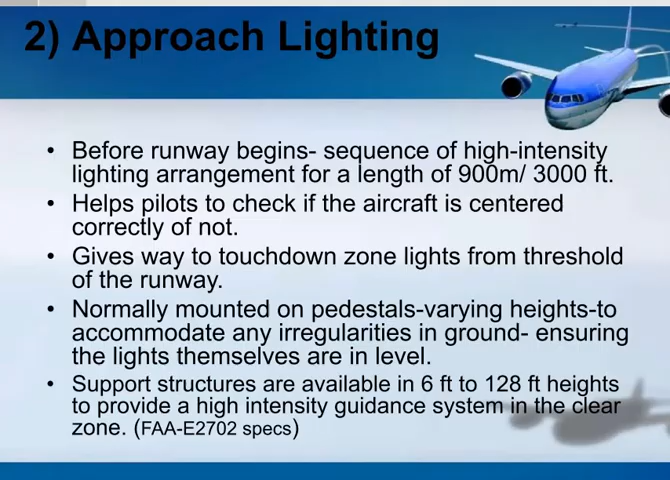 2) Approach Lighting
• Before runway begins- sequence of high-intensity
lighting arrangement for a length of 900m/ 3000 ft.
• Helps pilots to check if the aircraft is centered
correctly of not.
• Gives way to touchdown zone lights from threshold
of the runway.
• Normally mounted on pedestals-varying heights-to
accommodate any irregularities in ground- ensuring
the lights themselves are in level.
• Support structures are available in 6 ft to 128 ft heights
to provide a high intensity guidance system in the clear
zone. (FAA-E2702 specs)